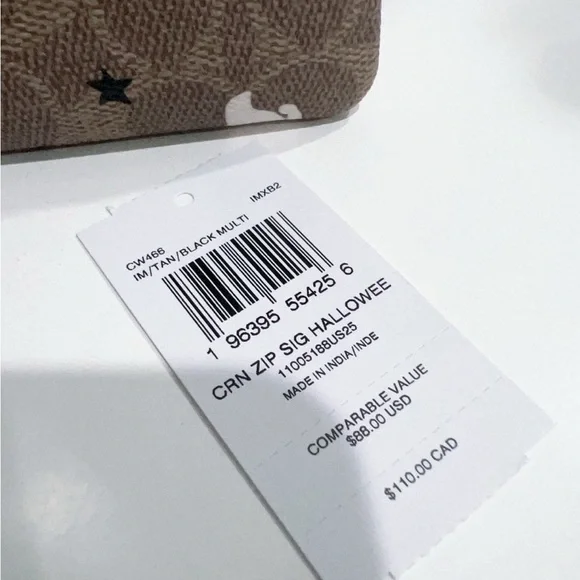 CW466 IMXB2
IM/TAN/BLACK MULTI
1 96395 55425 6
CRN ZIP SIG HALLOWEE
11005188US25
MADE IN INDIA/INDE
COMPARABLE VALUE
$88.00 USD
$110.00 CAD